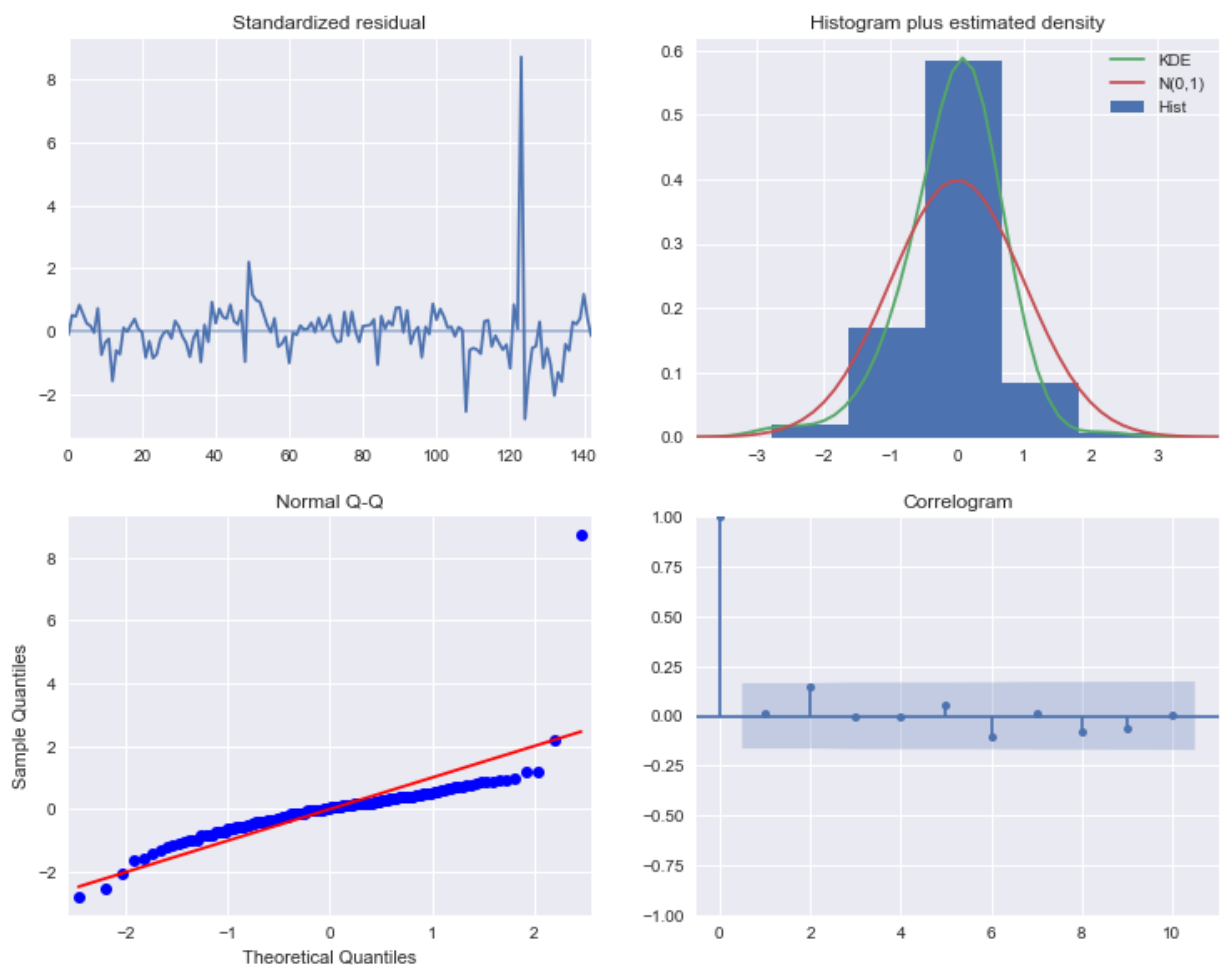 Standardized residual
8
6
4
2
0
−2
0 20 40 60 80 100 120 140
Histogram plus estimated density
0.6
0.5
0.4
0.3
0.2
0.1
0.0
KDE
N(0,1)
Hist
−3 −2 −1 0 1 2 3
Normal Q-Q
Sample Quantiles
8
6
4
2
0
−2
−2 −1 0 1 2
Theoretical Quantiles
Correlogram
1.00
0.75
0.50
0.25
0.00
−0.25
−0.50
−0.75
−1.00
0 2 4 6 8 10